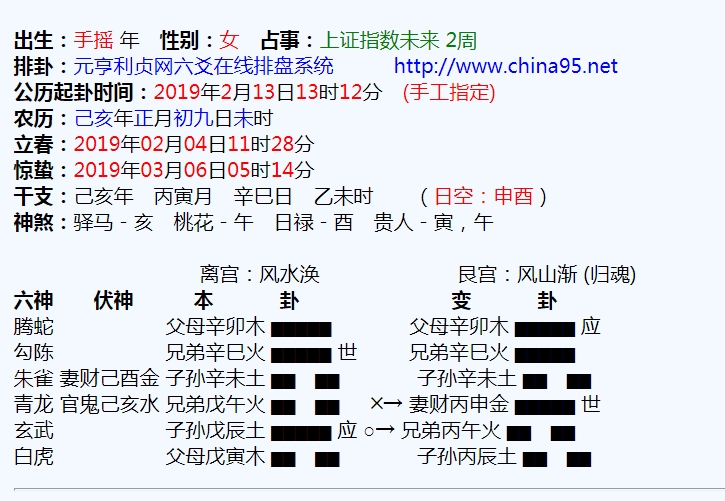 出生：手摇 年 性别：女 占事：上证指数未来 2周
排卦：元亨利贞网六爻在线排盘系统 http://www.china95.net
公历起卦时间：2019年2月13日13时12分 (手工指定)
农历：己亥年正月初九日未时
立春：2019年02月04日11时28分
惊蛰：2019年03月06日05时14分
干支：己亥年 丙寅月 辛巳日 乙未时 （日空：申酉）
神煞：驿马－亥 桃花－午 日禄－酉 贵人－寅，午
离宫：风水涣 艮宫：风山渐 (归魂)
六神 伏神 本 卦 变 卦
腾蛇 父母辛卯木 父母辛卯木 应
勾陈 兄弟辛巳火 世 兄弟辛巳火
朱雀 妻财己酉金 子孙辛未土 子孙辛未土
青龙 官鬼己亥水 兄弟戊午火 ×→ 妻财丙申金 世
玄武 子孙戊辰土 应 ○→ 兄弟丙午火
白虎 父母戊寅木 子孙丙辰土